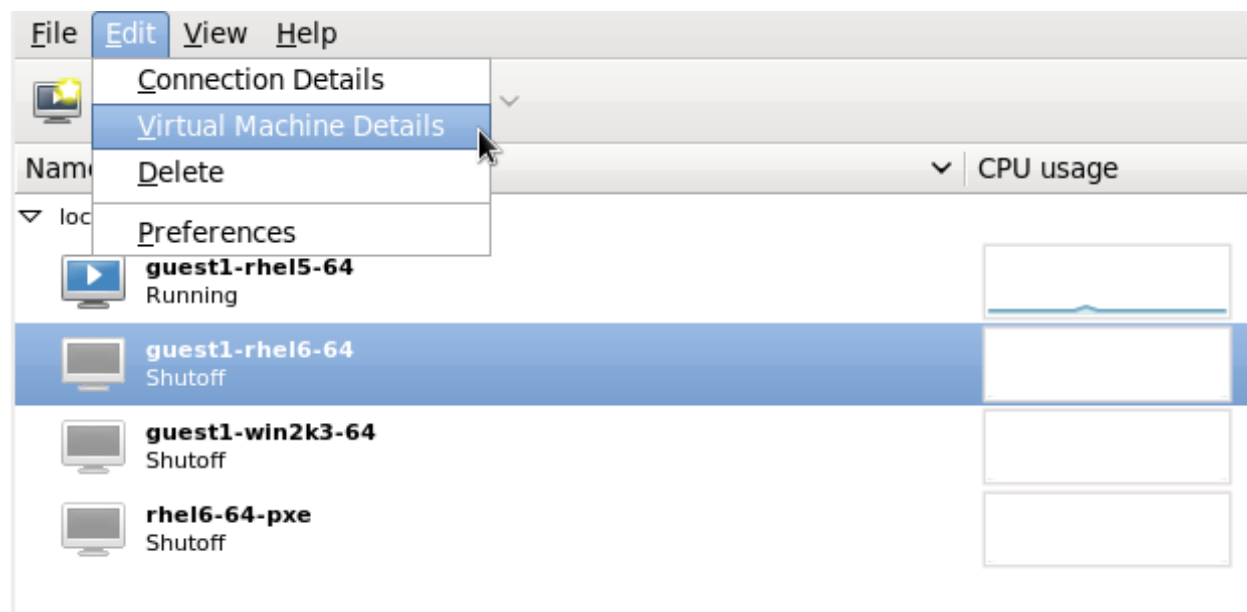 File Edit View Help
Connection Details
Virtual Machine Details
Delete
Preferences
CPU usage
guest1-rhel5-64
Running
guest1-rhel6-64
Shutoff
guest1-win2k3-64
Shutoff
rhel6-64-pxe
Shutoff